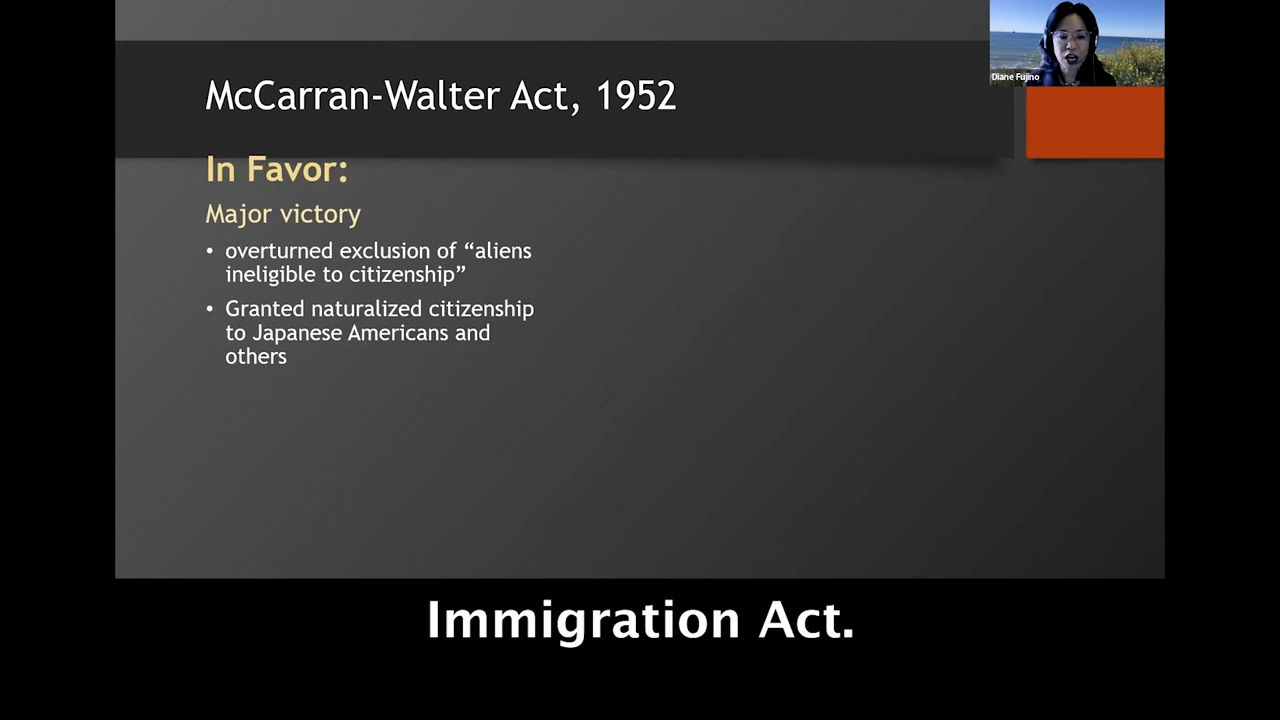 McCarran-Walter Act, 1952
Diane Fujino
In Favor:
Major victory
• overturned exclusion of “aliens
ineligible to citizenship”
• Granted naturalized citizenship
to Japanese Americans and
others
Immigration Act.